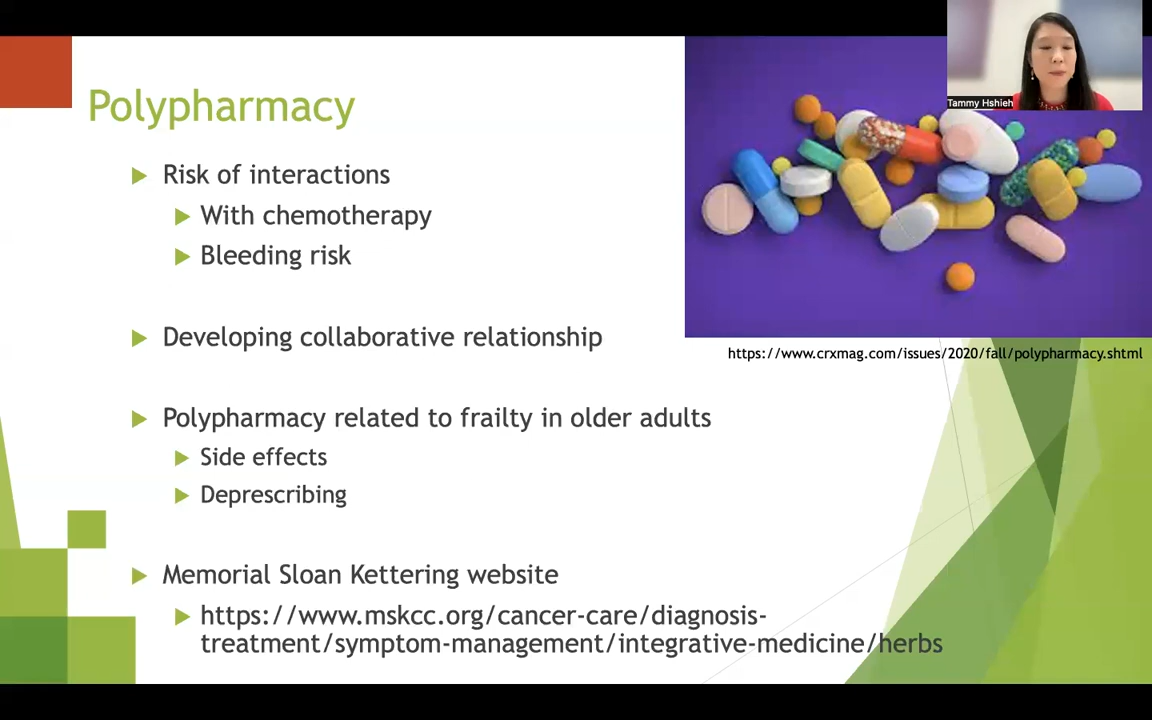 Tammy Hshieh
Polypharmacy
Risk of interactions
With chemotherapy
Bleeding risk
https://www.crxmag.com/issues/2020/fall/polypharmacy.shtml
Developing collaborative relationship
Polypharmacy related to frailty in older adults
Side effects
Deprescribing
Memorial Sloan Kettering website
https://www.mskcc.org/cancer-care/diagnosis-
treatment/symptom-management/integrative-medicine/herbs